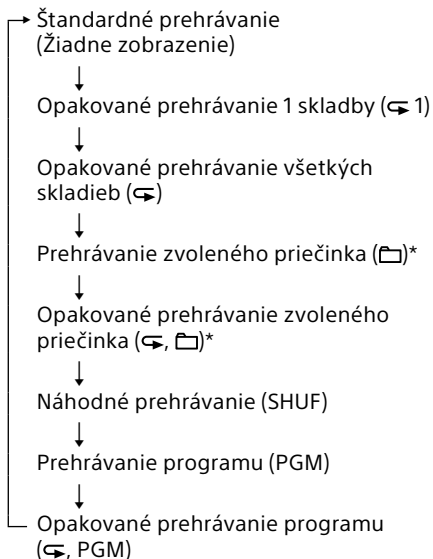 Štandardné prehrávanie
(Žiadne zobrazenie)
Opakované prehrávanie 1 skladby (1)
Opakované prehrávanie všetkých
skladieb ()
Prehrávanie zvoleného priečinka ()*
Opakované prehrávanie zvoleného
priečinka (, )*
Náhodné prehrávanie (SHUF)
Prehrávanie programu (PGM)
Opakované prehrávanie programu
(, PGM)